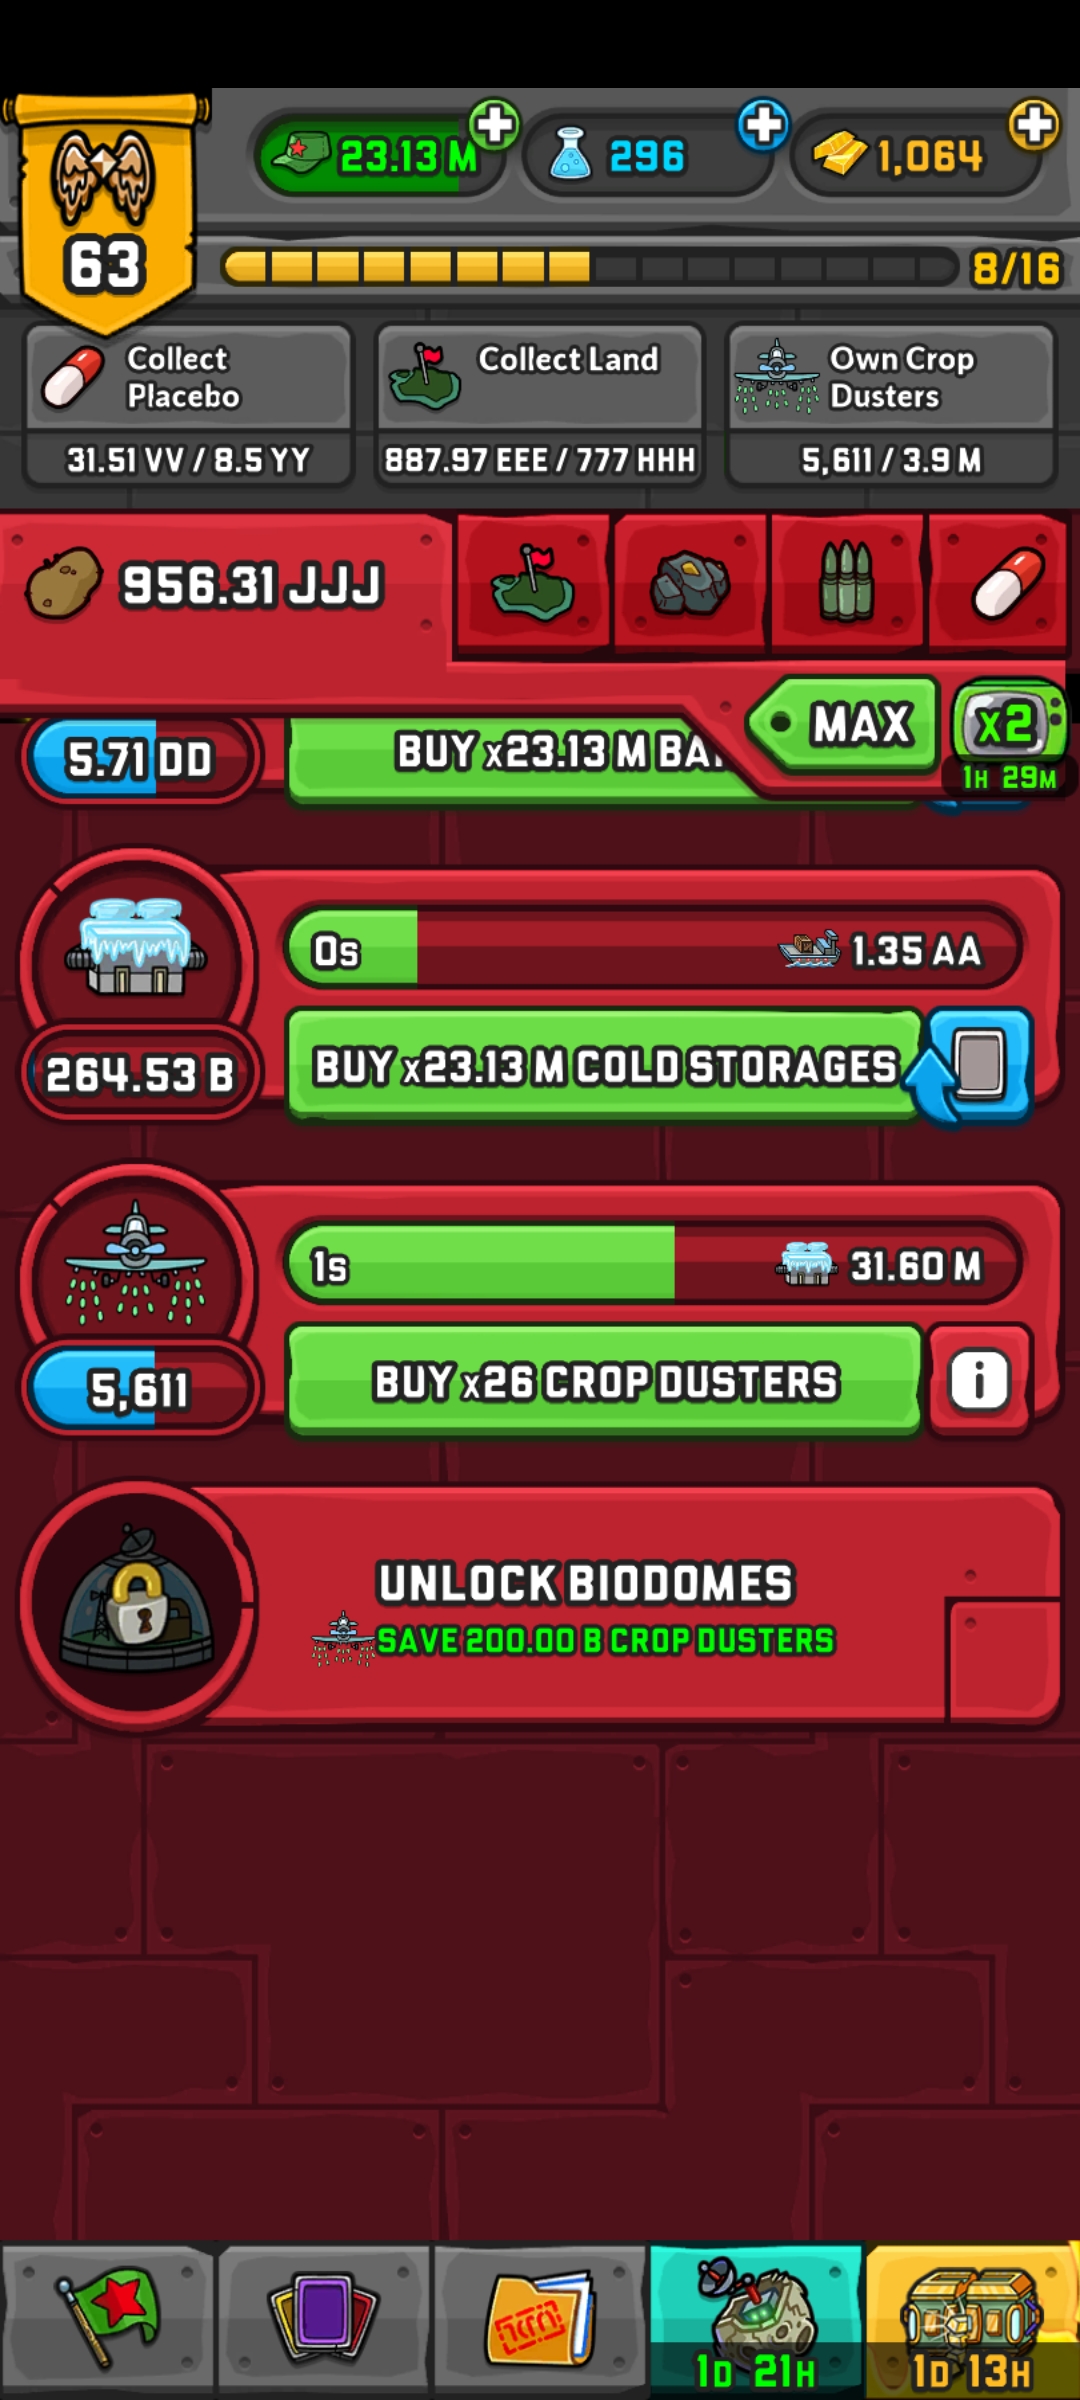 23.13 M
296
1,064
63
8/16
Collect
Placebo
31.51 VV / 8.5 YY
Collect Land
887.97 EEE / 777 HHH
Own Crop
Dusters
5,611 / 3.9 M
956.31 JJJ
MAX
x2
1H 29M
5.71 DD
BUY x23.13 M
0s
1.35 AA
264.53 B
BUY x23.13 M COLD STORAGES
1s
31.60 M
5,611
BUY x26 CROP DUSTERS
i
UNLOCK BIODOMES
SAVE 200.00 B CROP DUSTERS
1D 21H
1D 13H